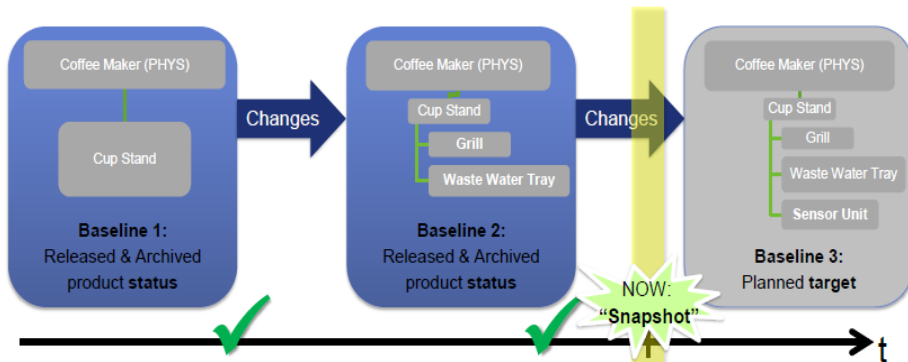 Coffee Maker (PHYS)
Cup Stand
Baseline 1:
Released & Archived
product status
Changes
Coffee Maker (PHYS)
Cup Stand
Grill
Waste Water Tray
Baseline 2:
Released & Archived
product status
Changes
NOW:
“Snapshot”
Coffee Maker (PHYS)
Cup Stand
Grill
Waste Water Tray
Sensor Unit
Baseline 3:
Planned target
t